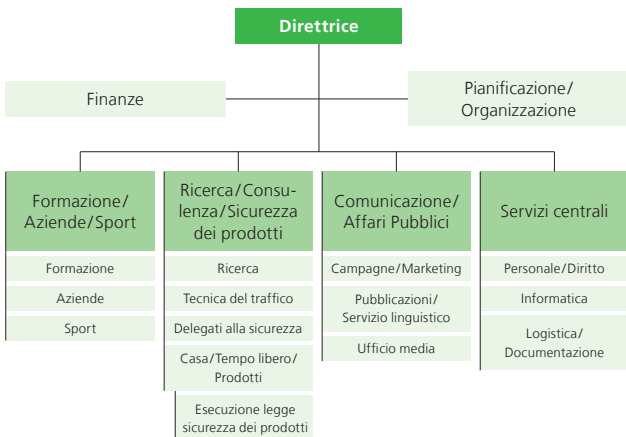 Direttrice
Finanze
Pianificazione/
Organizzazione
Formazione/
Aziende/Sport
Formazione
Aziende
Sport
Ricerca/Consu-
lenza/Sicurezza
dei prodotti
Ricerca
Tecnica del traffico
Delegati alla sicurezza
Casa/Tempo libero/
Prodotti
Esecuzione legge
sicurezza dei prodotti
Comunicazione/
Affari Pubblici
Campagne/Marketing
Pubblicazioni/
Servizio linguistico
Ufficio media
Servizi centrali
Personale/Diritto
Informatica
Logistica/
Documentazione